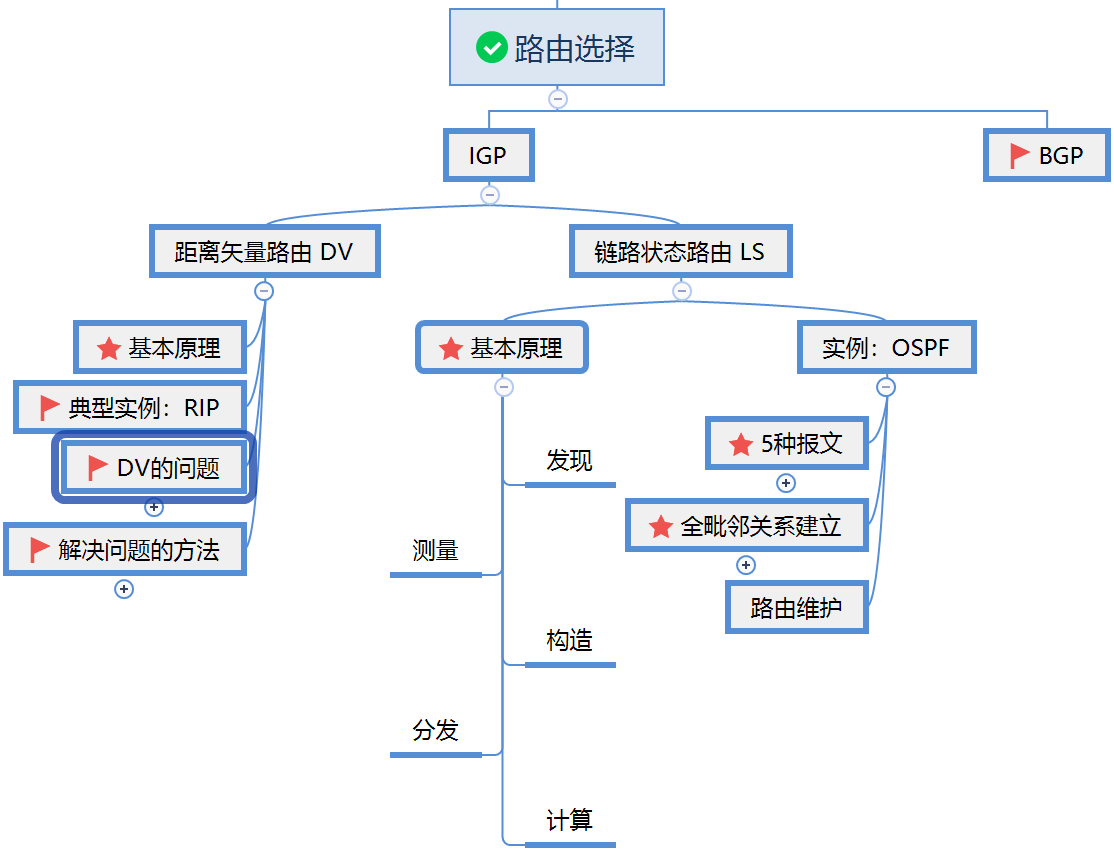 路由选择
IGP
BGP
距离矢量路由 DV
链路状态路由 LS
基本原理
典型实例：RIP
DV的问题
解决问题的方法
基本原理
发现
测量
构造
分发
计算
实例：OSPF
5种报文
全毗邻关系建立
路由维护